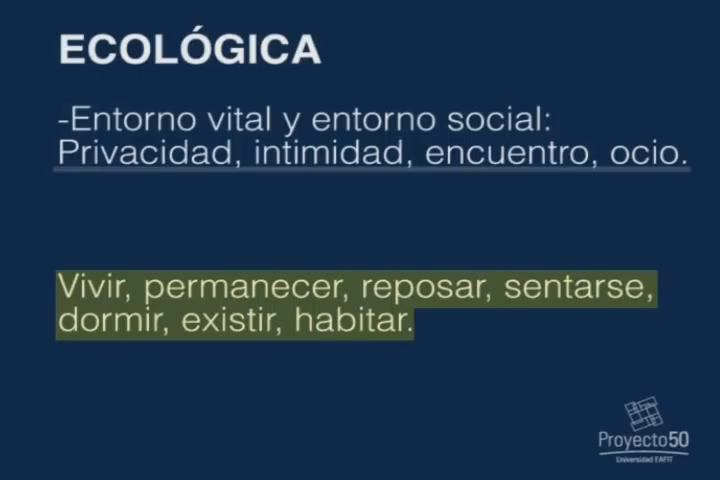 ECOLÓGICA
-Entorno vital y entorno social:
Privacidad, intimidad, encuentro, ocio.
Vivir, permanecer, reposar, sentarse,
dormir, existir, habitar.
Proyecto50
Universidad EAFIT